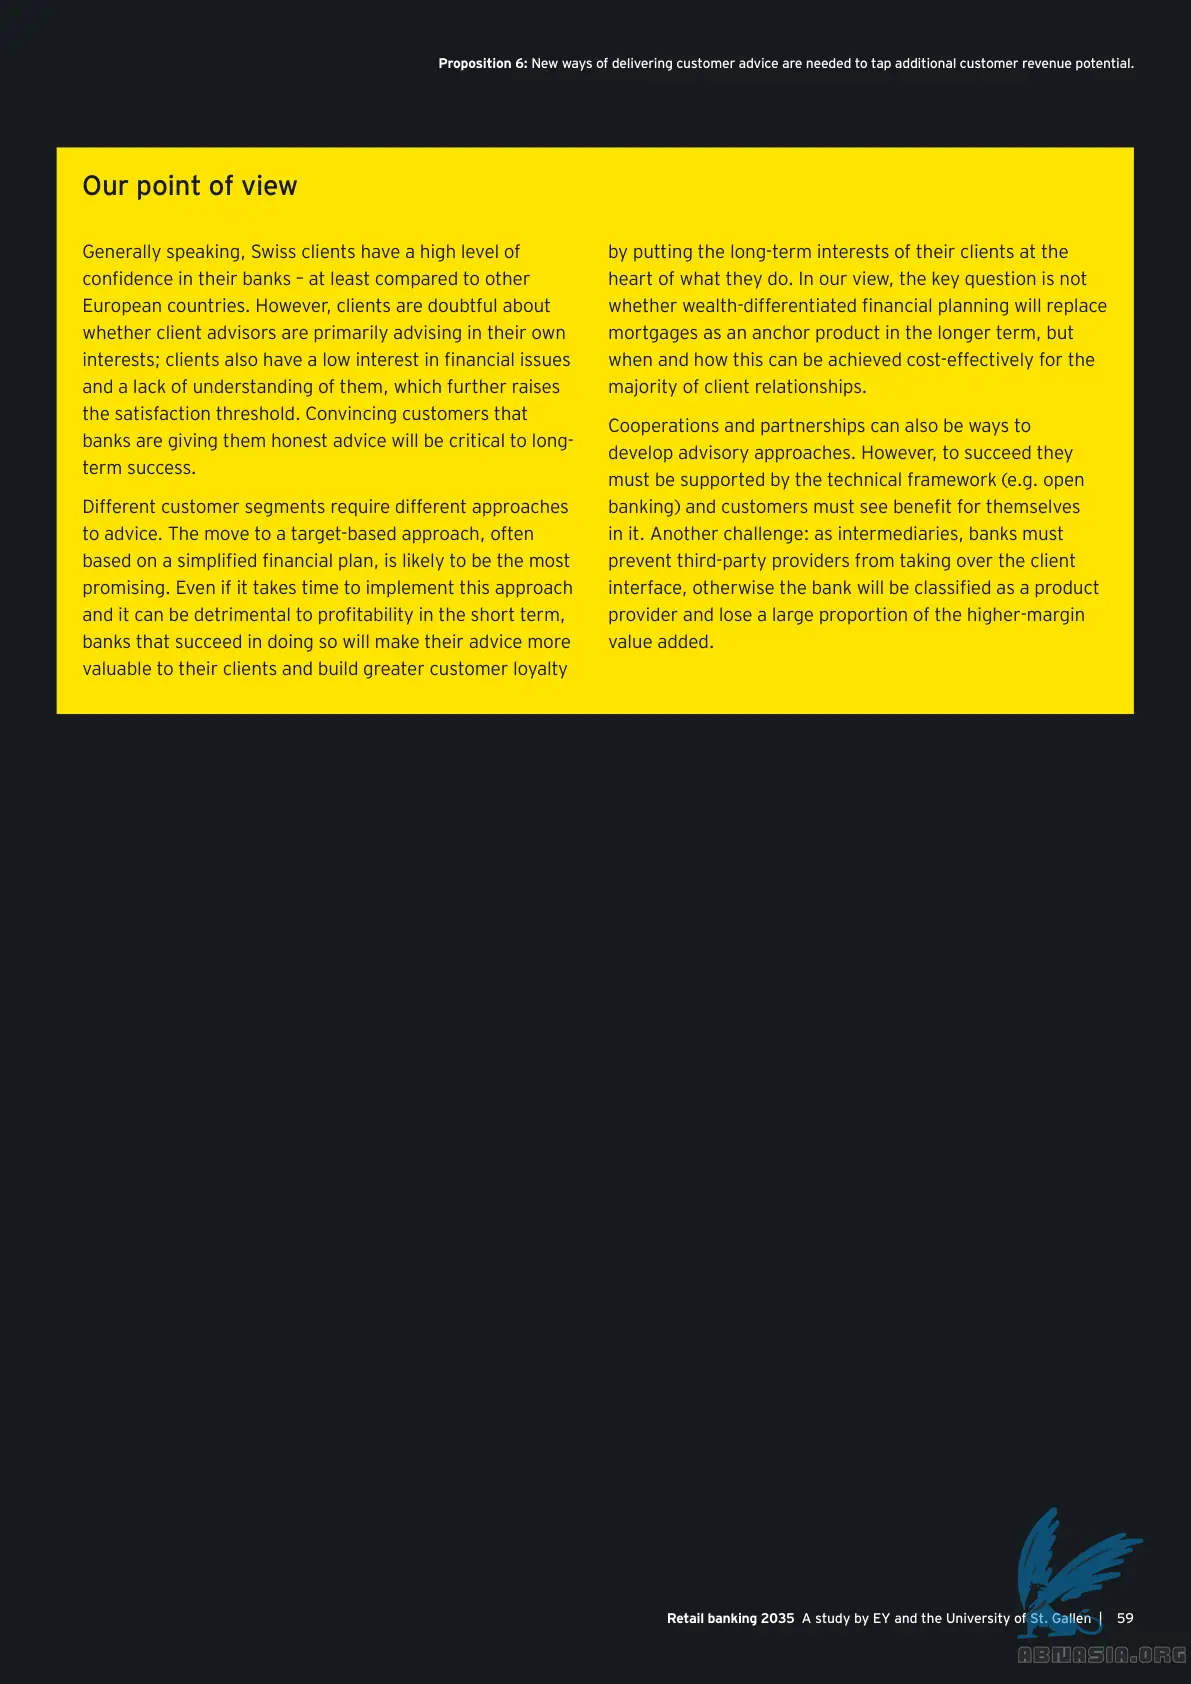 Proposition 6: New ways of delivering customer advice are needed to tap additional customer revenue potential.
Our point of view
Generally speaking, Swiss clients have a high level of
confidence in their banks – at least compared to other
European countries. However, clients are doubtful about
whether client advisors are primarily advising in their own
interests; clients also have a low interest in financial issues
and a lack of understanding of them, which further raises
the satisfaction threshold. Convincing customers that
banks are giving them honest advice will be critical to long-
term success.
Different customer segments require different approaches
to advice. The move to a target-based approach, often
based on a simplified financial plan, is likely to be the most
promising. Even if it takes time to implement this approach
and it can be detrimental to profitability in the short term,
banks that succeed in doing so will make their advice more
valuable to their clients and build greater customer loyalty
by putting the long-term interests of their clients at the
heart of what they do. In our view, the key question is not
whether wealth-differentiated financial planning will replace
mortgages as an anchor product in the longer term, but
when and how this can be achieved cost-effectively for the
majority of client relationships.
Cooperations and partnerships can also be ways to
develop advisory approaches. However, to succeed they
must be supported by the technical framework (e.g. open
banking) and customers must see benefit for themselves
in it. Another challenge: as intermediaries, banks must
prevent third-party providers from taking over the client
interface, otherwise the bank will be classified as a product
provider and lose a large proportion of the higher-margin
value added.
Retail banking 2035 A study by EY and the University of St. Gallen | 59
ABNASIA.ORG